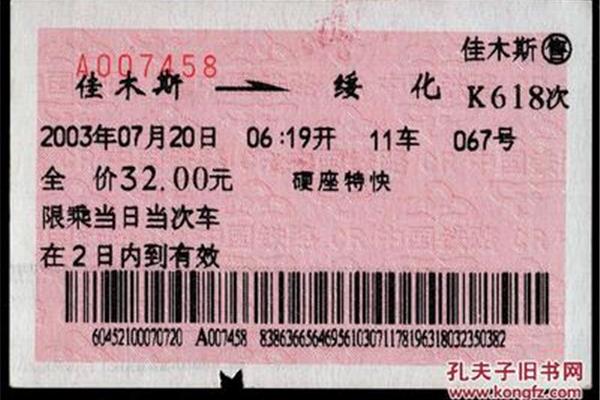 佳木斯售
A007458
佳木斯 → 绥化 K618次
2003年07月20日 06:19开 11车 067号
全价32.00元 硬座特快
限乘当日当次车
在2日内到有效
60452100070720 A007458 83863665646956103071178196318032350382
孔夫子旧书网
www.kongfz.com